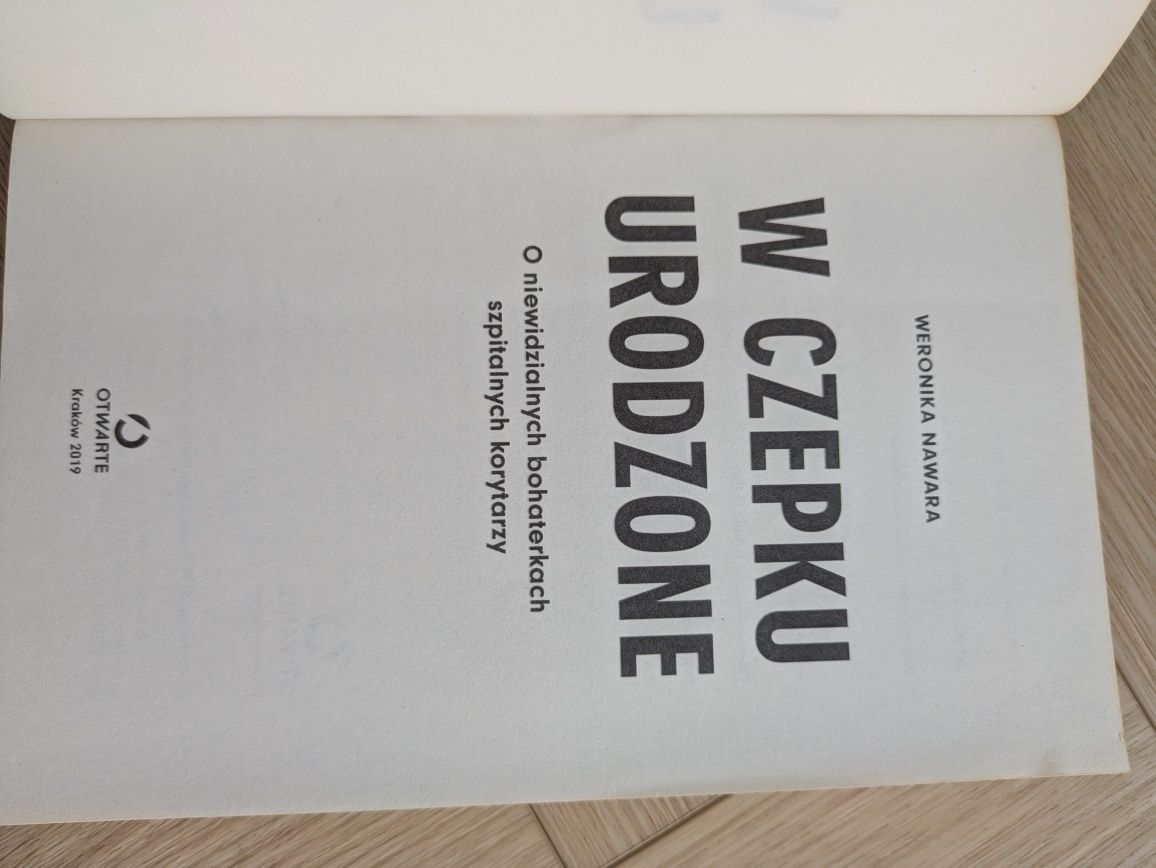 WERONIKA NAWARA
W CZEPKU
URODZONE
O niewidzialnych bohaterkach
szpitalnych korytarzy
OTWARTE
Kraków 2019